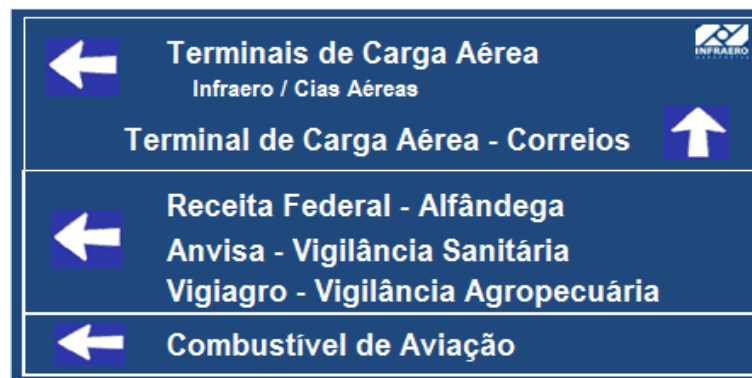 Terminais de Carga Aérea
INFRAERO
Infraero / Cias Aéreas
Terminal de Carga Aérea - Correios
Receita Federal - Alfândega
Anvisa - Vigilância Sanitária
Vigiagro - Vigilância Agropecuária
Combustível de Aviação